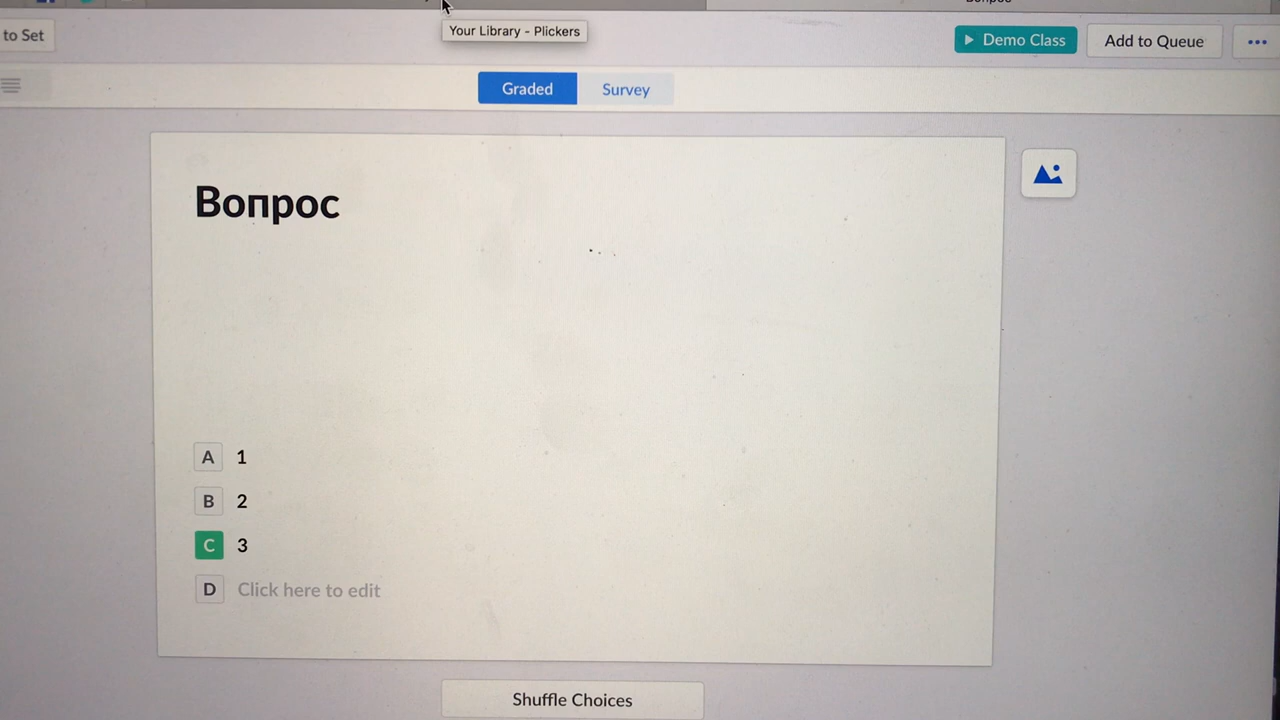 Вопрос
Your Library - Plickers
to Set
Demo Class
Add to Queue
Graded
Survey
Вопрос
A 1
B 2
C 3
D Click here to edit
Shuffle Choices